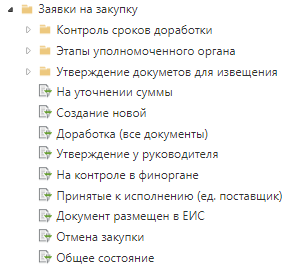 Заявки на закупку
Контроль сроков доработки
Этапы уполномоченного органа
Утверждение докуметов для извещения
На уточнении суммы
Создание новой
Доработка (все документы)
Утверждение у руководителя
На контроле в финоргане
Принятые к исполнению (ед. поставщик)
Документ размещен в ЕИС
Отмена закупки
Общее состояние